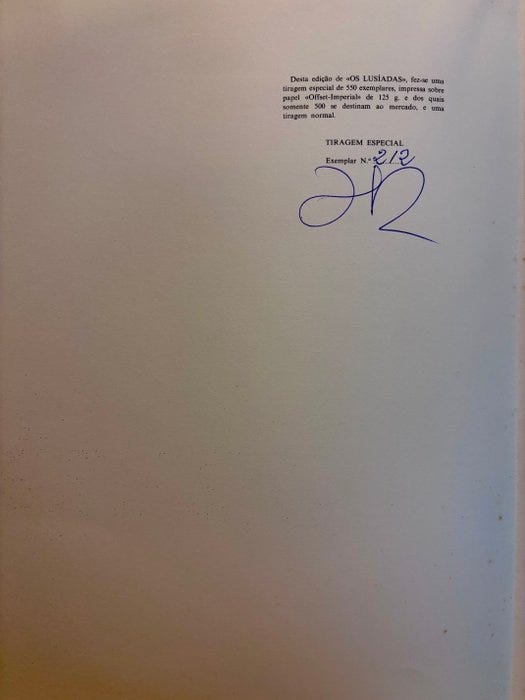 Desta edição de «OS LUSÍADAS», fez-se uma
tiragem especial de 550 exemplares, impressa sobre
papel «Offset-Imperial» de 125 g. e dos quais
somente 500 se destinam ao mercado, e uma
tiragem normal.
TIRAGEM ESPECIAL
Exemplar N.º 212